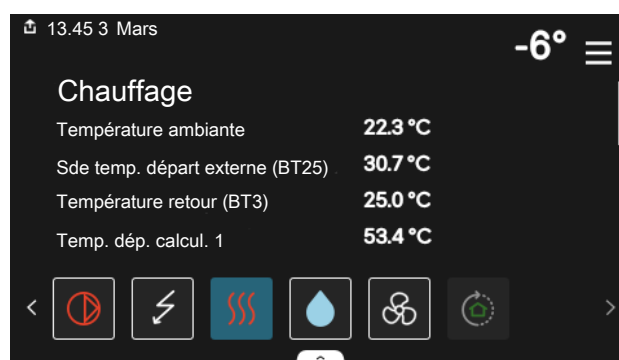 13.45 3 Mars
-6°
Chauffage
Température ambiante 22.3 °C
Sde temp. départ externe (BT25) 30.7 °C
Température retour (BT3) 25.0 °C
Temp. dép. calcul. 1 53.4 °C